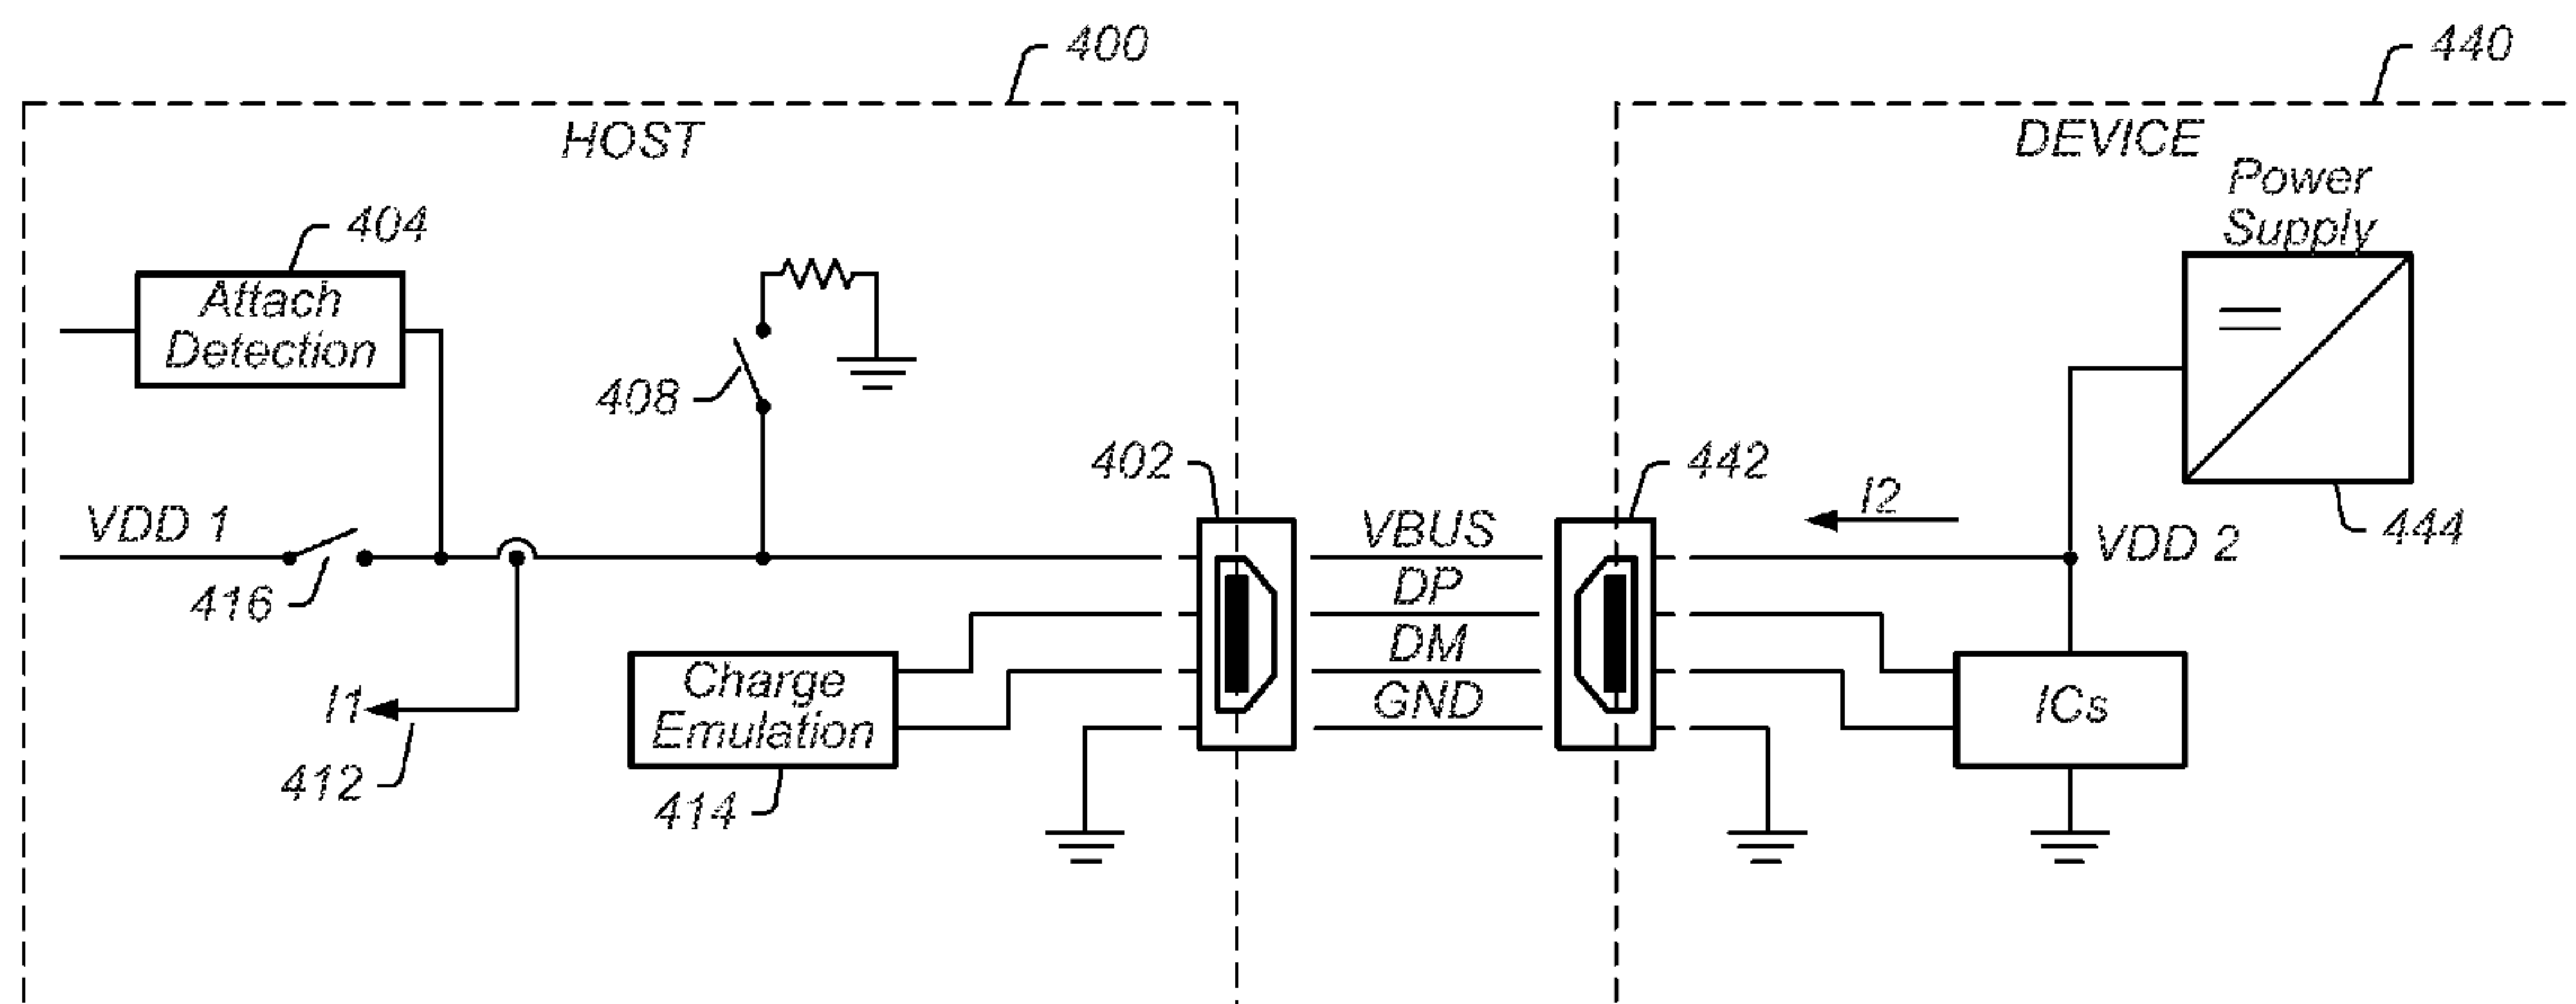 400
440
HOST
DEVICE
Power
Supply
404
Attach
Detection
408
402
442
I2
444
VDD 1
VBUS
VDD 2
DP
416
DM
Charge
Emulation
GND
ICs
I1
412
414